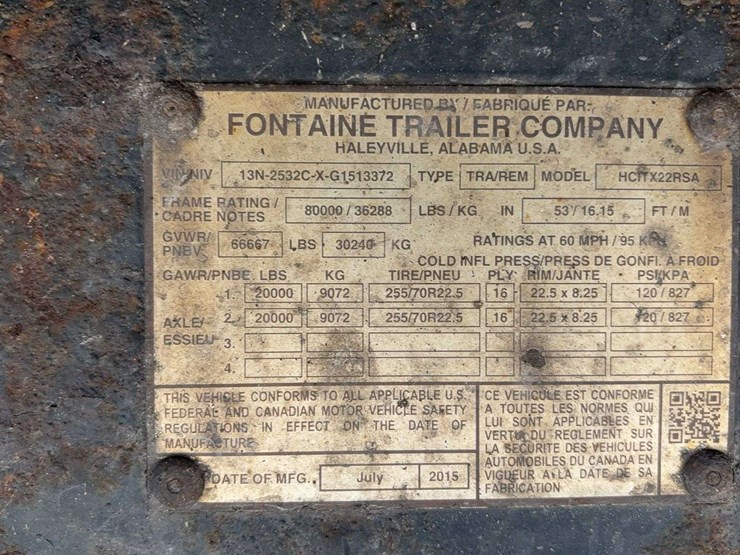 MANUFACTURED BY / FABRIQUÉ PAR:
FONTAINE TRAILER COMPANY
HALEYVILLE, ALABAMA U.S.A.
VIN/NIV 13N-2532C-X-G1513372 TYPE TRA/REM MODEL HCITX22RSA
FRAME RATING / CADRE NOTES 80000 / 36288 LBS / KG IN 53'/ 16.15 FT / M
GVWR/ PNBV 66667 LBS 30240 KG RATINGS AT 60 MPH / 95 KPH
COLD INFL PRESS/PRESS DE GONFL A FROID
GAWR/PNBE LBS KG TIRE/PNEU PLY RIM/JANTE PSI/KPA
1. 20000 9072 255/70R22.5 16 22.5 x 8.25 120 / 827
AXLE/ 2. 20000 9072 255/70R22.5 16 22.5 x 8.25 120 / 827
ESSIEU 3.
4.
THIS VEHICLE CONFORMS TO ALL APPLICABLE U.S.
FEDERAL AND CANADIAN MOTOR VEHICLE SAFETY
REGULATIONS IN EFFECT ON THE DATE OF
MANUFACTURE
DATE OF MFG. July 2015
CE VEHICULE EST CONFORME
A TOUTES LES NORMES QUI
LUI SONT APPLICABLES EN
VERTU DU REGLEMENT SUR
LA SECURITE DES VEHICULES
AUTOMOBILES DU CANADA EN
VIGUEUR A LA DATE DE SA
FABRICATION